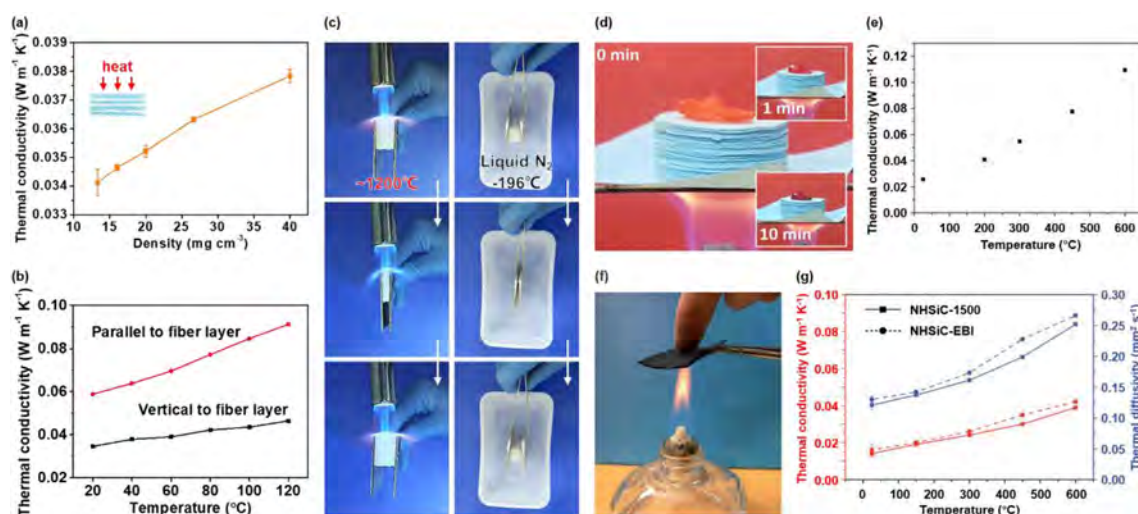 (a)
Thermal conductivity (W m⁻¹ K⁻¹)
0.039
0.038
0.037
0.036
0.035
0.034
0.033
heat
10 15 20 25 30 35 40
Density (mg cm⁻³)
(b)
Thermal conductivity (W m⁻¹ K⁻¹)
0.10
0.08
0.06
0.04
0.02
Parallel to fiber layer
Vertical to fiber layer
20 40 60 80 100 120
Temperature (°C)
(c)
~1200℃
Liquid N₂
-196℃
(d)
0 min
1 min
10 min
(e)
Thermal conductivity (W m⁻¹ K⁻¹)
0.12
0.10
0.08
0.06
0.04
0.02
0.00
0 100 200 300 400 500 600
Temperature (°C)
(f)
(g)
Thermal conductivity (W m⁻¹ K⁻¹)
0.10
0.08
0.06
0.04
0.02
0.00
NHSiC-1500
NHSiC-EBI
0 100 200 300 400 500 600
Temperature (°C)
0.30
0.25
0.20
0.15
0.10
0.05
0.00
Thermal diffusivity (mm² s⁻¹)